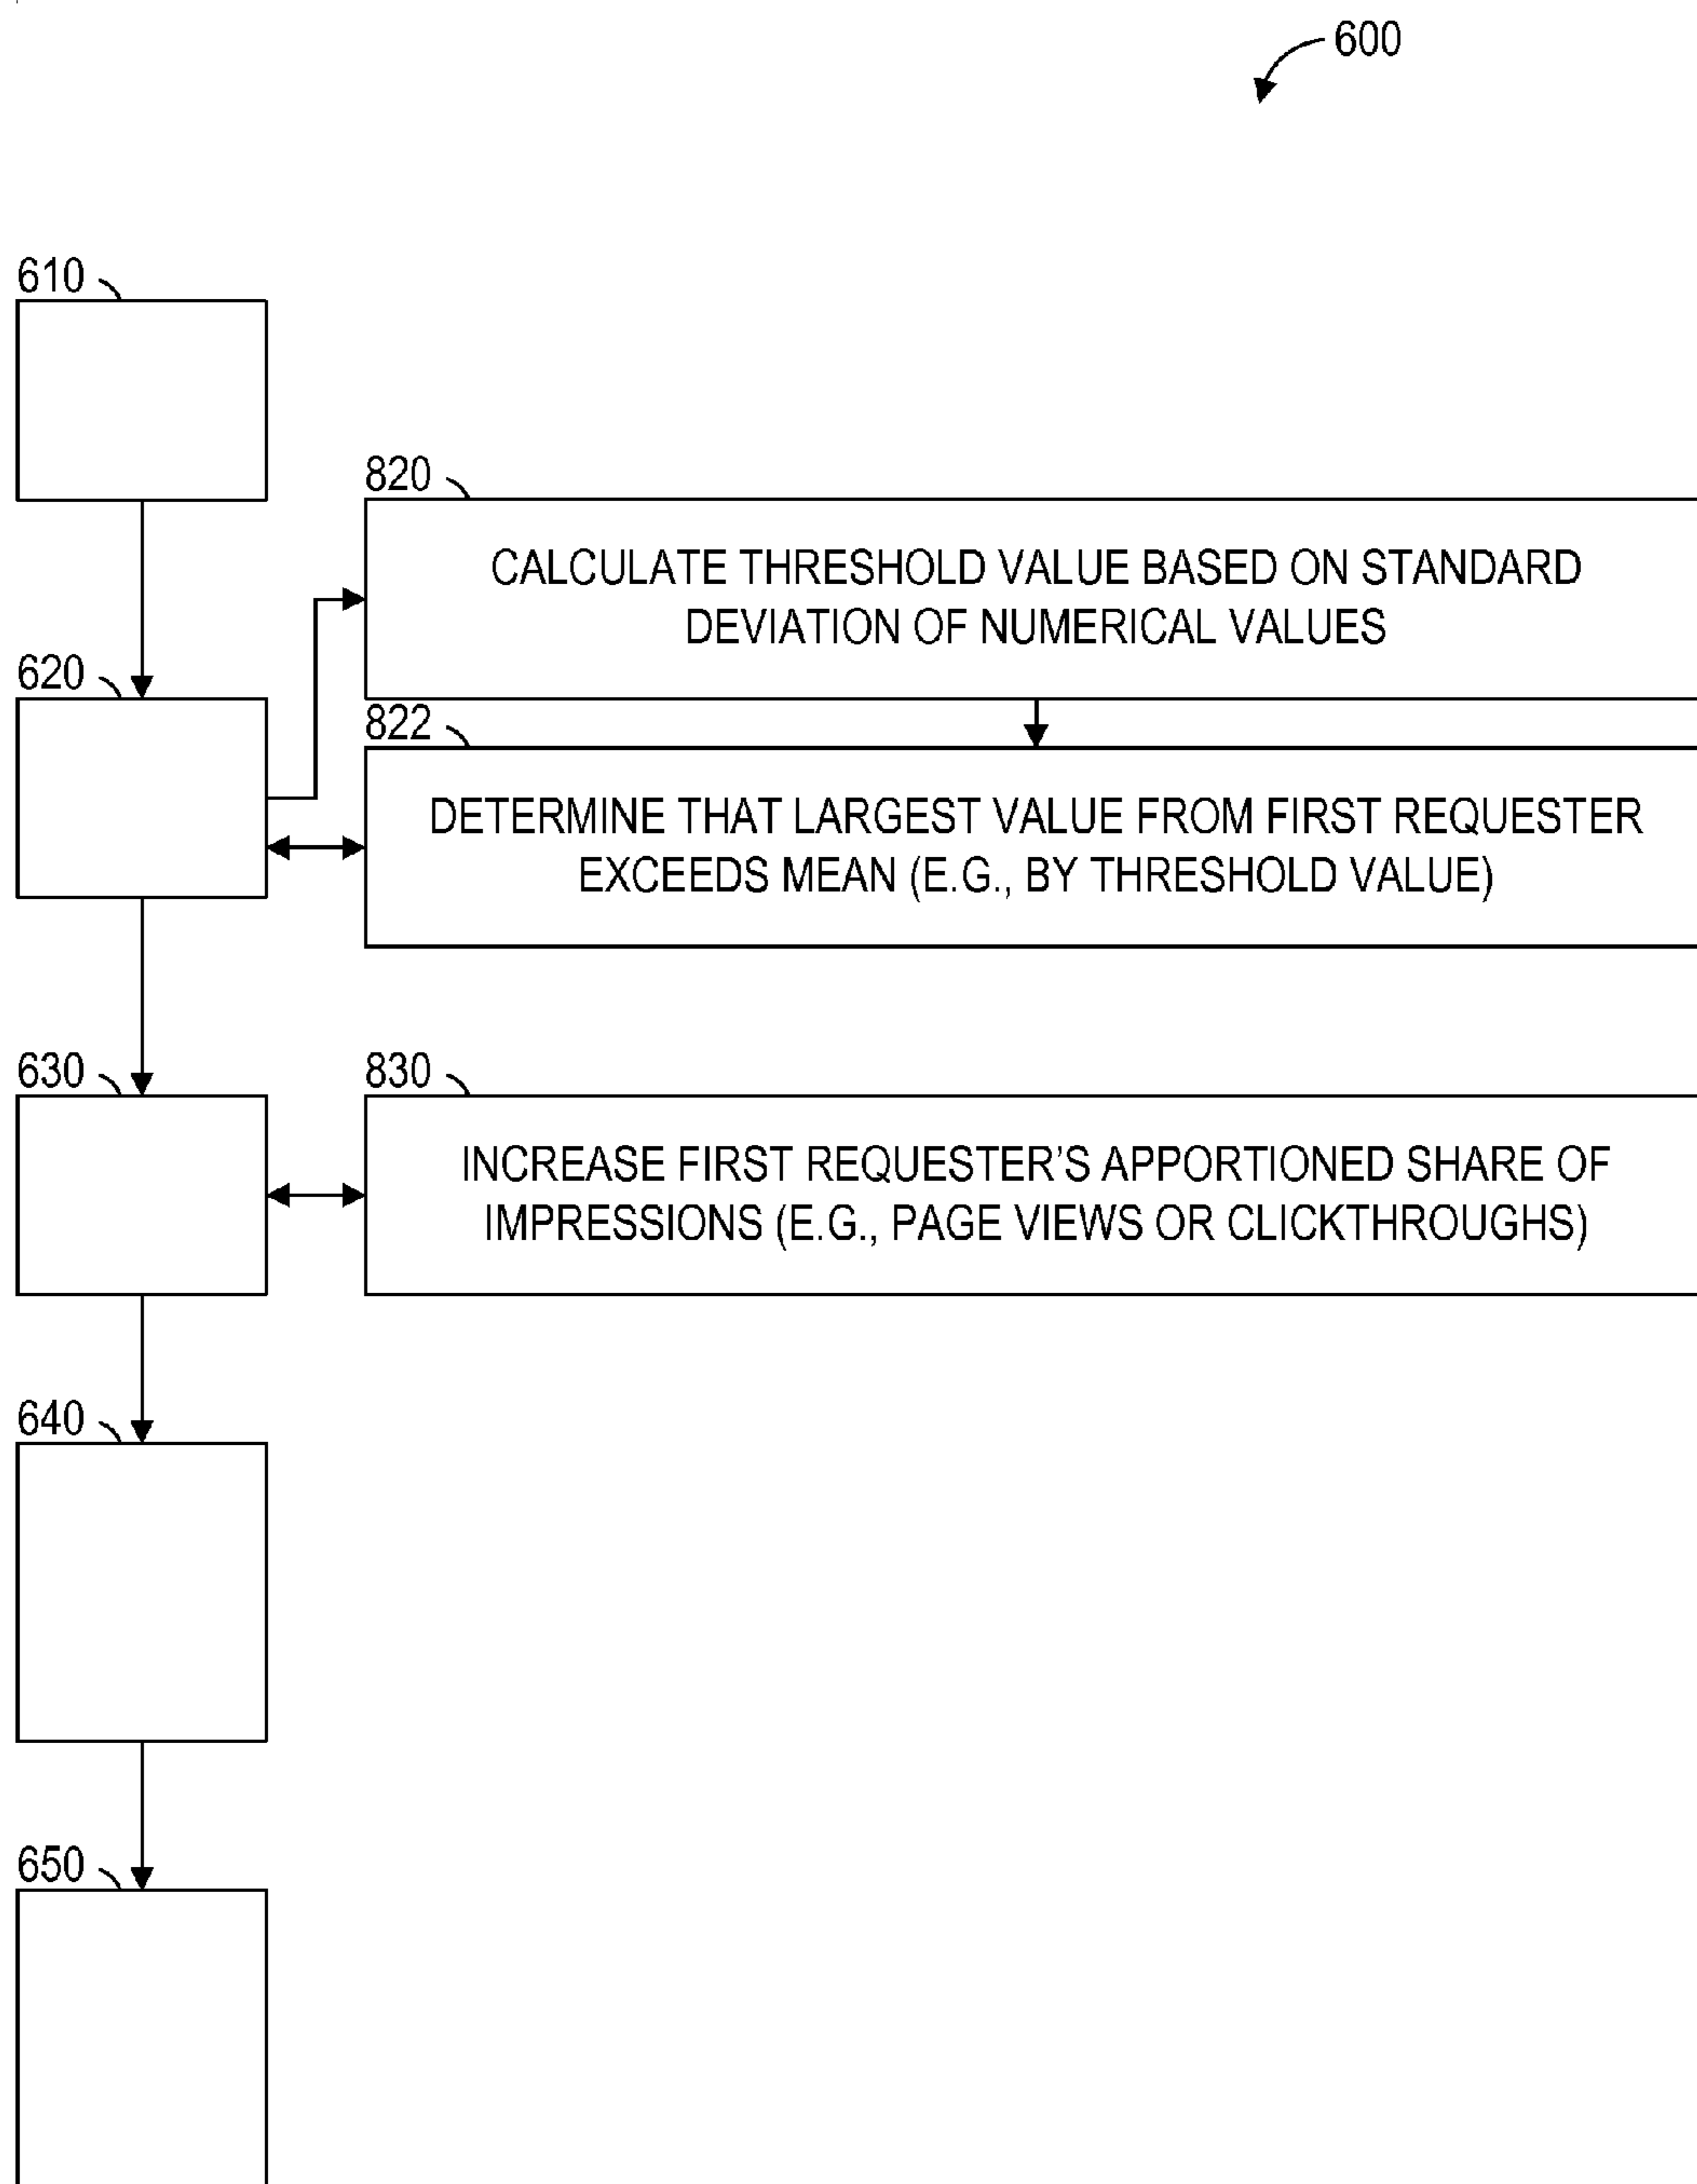 600
610
820
CALCULATE THRESHOLD VALUE BASED ON STANDARD
DEVIATION OF NUMERICAL VALUES
620
822
DETERMINE THAT LARGEST VALUE FROM FIRST REQUESTER
EXCEEDS MEAN (E.G., BY THRESHOLD VALUE)
630
830
INCREASE FIRST REQUESTER'S APPORTIONED SHARE OF
IMPRESSIONS (E.G., PAGE VIEWS OR CLICKTHROUGHS)
640
650